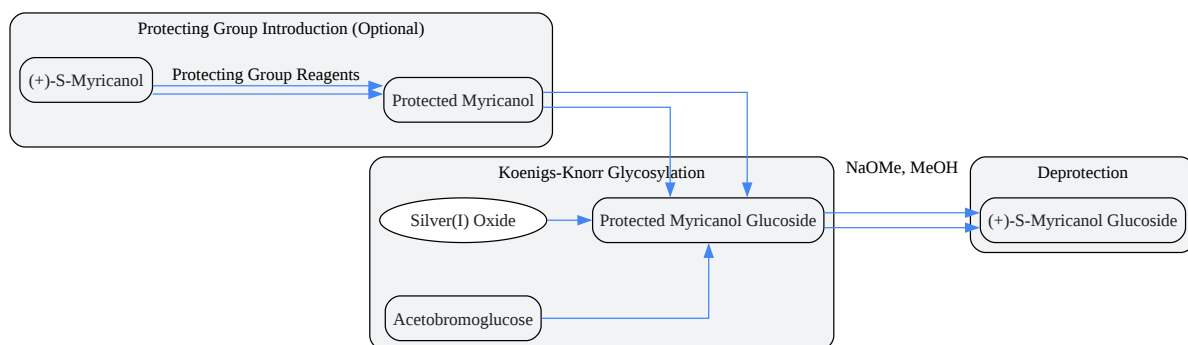 Protecting Group Introduction (Optional)
(+)-S-Myricanol
Protecting Group Reagents
Protected Myricanol
Koenigs-Knorr Glycosylation
NaOMe, MeOH
Deprotection
Silver(I) Oxide
Protected Myricanol Glucoside
(+)-S-Myricanol Glucoside
Acetobromoglucose